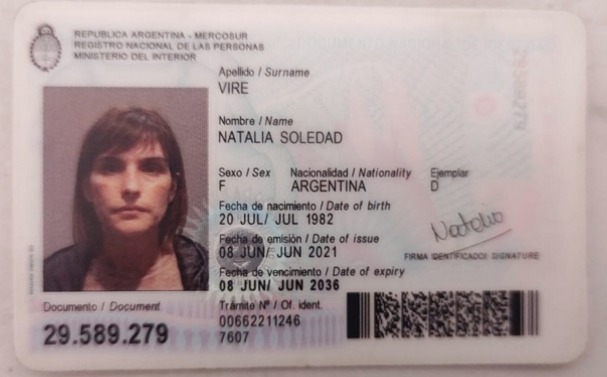 REPUBLICA ARGENTINA - MERCOSUR
REGISTRO NACIONAL DE LAS PERSONAS
MINISTERIO DEL INTERIOR
Apellido / Surname
VIRE
Nombre / Name
NATALIA SOLEDAD
Sexo / Sex Nacionalidad / Nationality Ejemplar
F ARGENTINA D
Fecha de nacimiento / Date of birth
20 JUL/ JUL 1982
Fecha de emisión / Date of issue
08 JUN/ JUN 2021
Fecha de vencimiento / Date of expiry
08 JUN/ JUN 2036
FIRMA IDENTIFICADO/ SIGNATURE
Documento / Document
29.589.279
Trámite Nº / Of. ident.
00662211246
7607